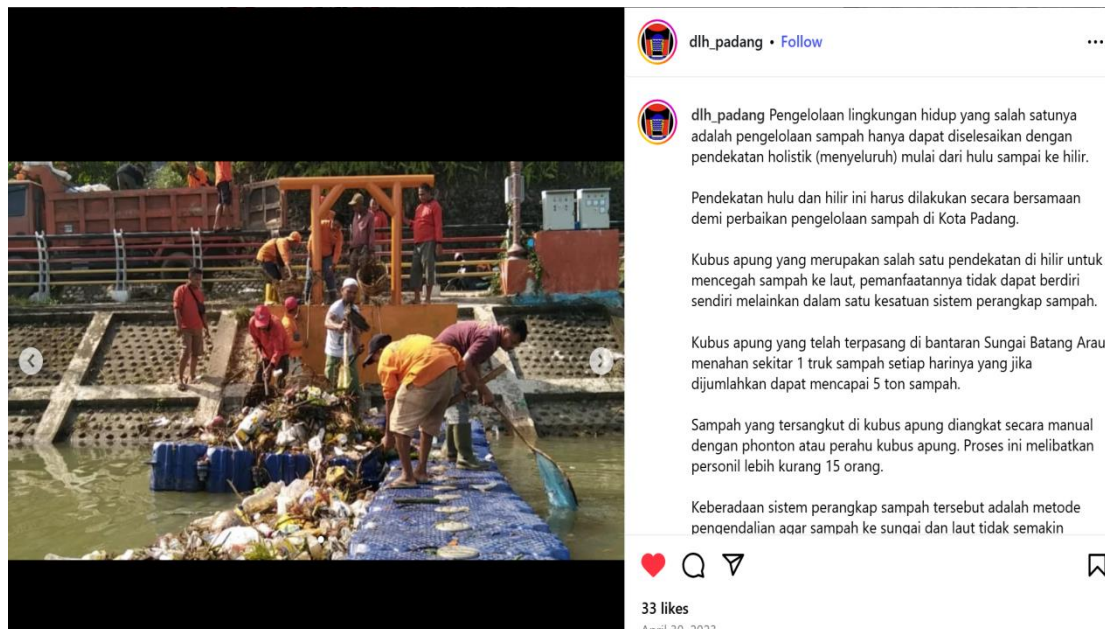 dlh_padang • Follow
dlh_padang Pengelolaan lingkungan hidup yang salah satunya
adalah pengelolaan sampah hanya dapat diselesaikan dengan
pendekatan holistik (menyeluruh) mulai dari hulu sampai ke hilir.
Pendekatan hulu dan hilir ini harus dilakukan secara bersamaan
demi perbaikan pengelolaan sampah di Kota Padang.
Kubus apung yang merupakan salah satu pendekatan di hilir untuk
mencegah sampah ke laut, pemanfaatannya tidak dapat berdiri
sendiri melainkan dalam satu kesatuan sistem perangkap sampah.
Kubus apung yang telah terpasang di bantaran Sungai Batang Arau
menahan sekitar 1 truk sampah setiap harinya yang jika
dijumlahkan dapat mencapai 5 ton sampah.
Sampah yang tersangkut di kubus apung diangkat secara manual
dengan phonton atau perahu kubus apung. Proses ini melibatkan
personil lebih kurang 15 orang.
Keberadaan sistem perangkap sampah tersebut adalah metode
pengendalian agar sampah ke sungai dan laut tidak semakin
33 likes